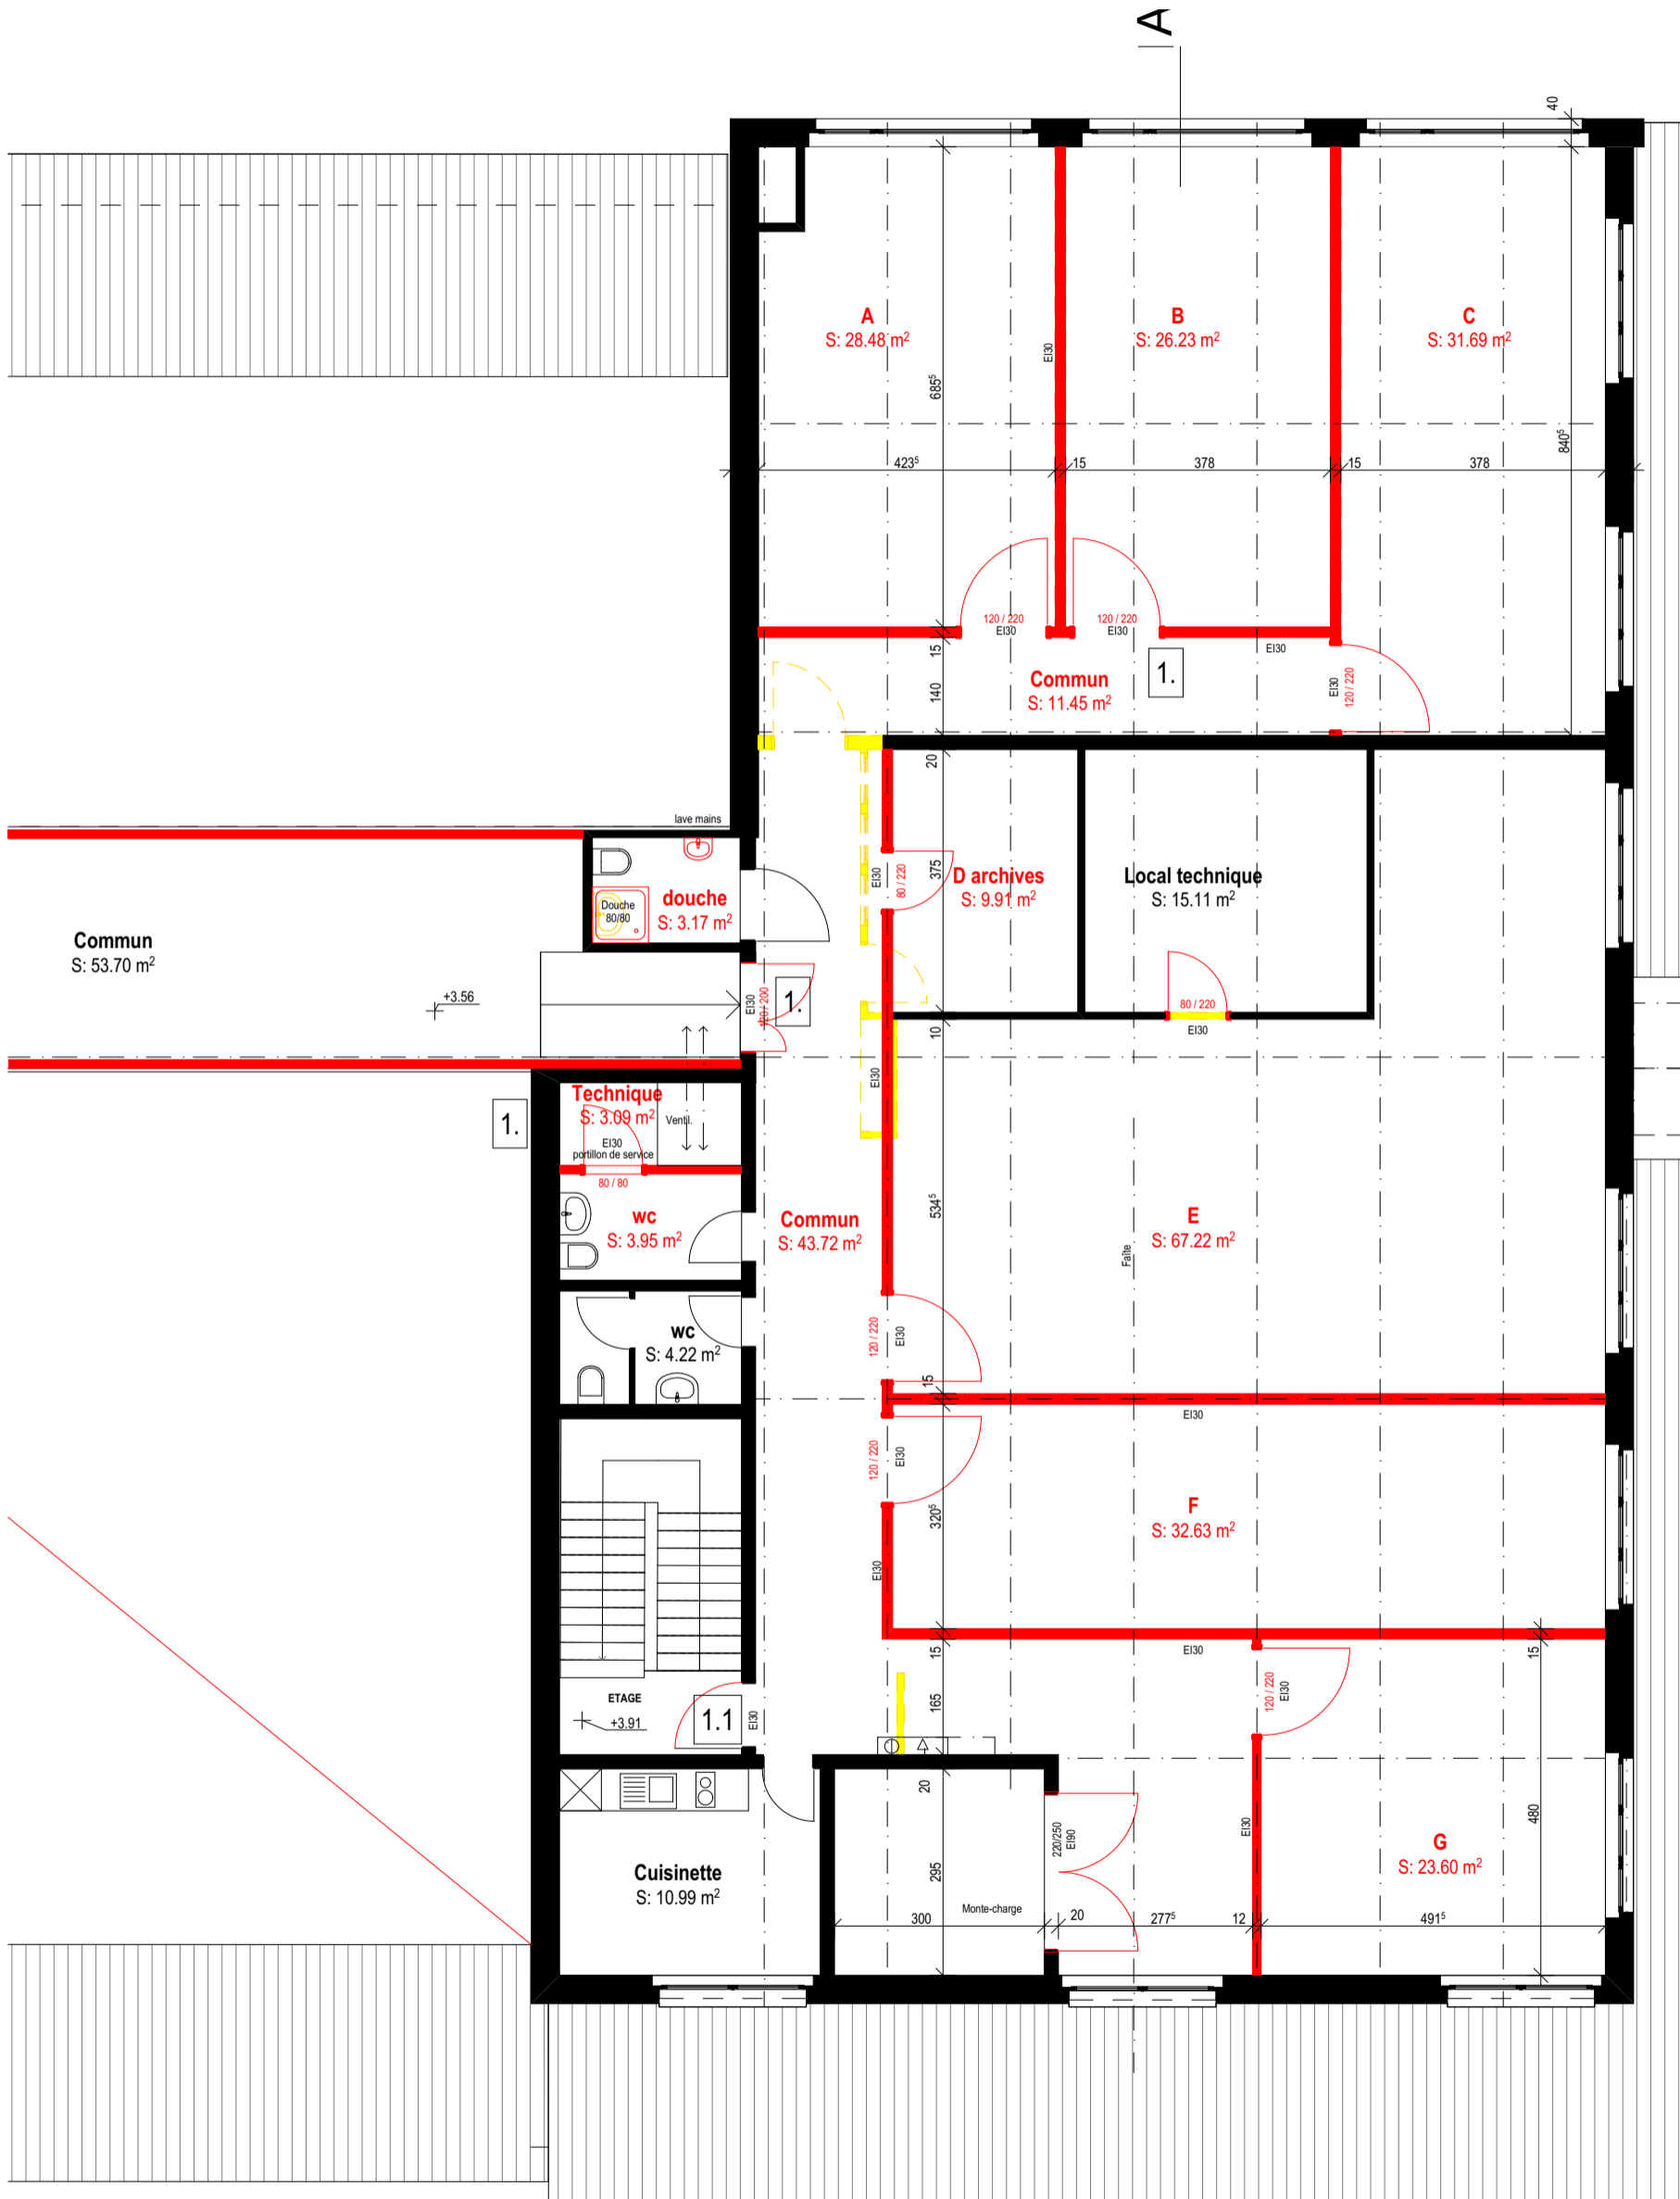 A
40
A
S: 28.48 m²
B
S: 26.23 m²
C
S: 31.69 m²
EI30
685⁵
840⁵
423⁵
15
378
15
378
120 / 220
EI30
120 / 220
EI30
EI30
15
140
Commun
S: 11.45 m²
1.
EI30
120 / 220
20
lave mains
375
EI30
80 / 220
D archives
S: 9.91 m²
Local technique
S: 15.11 m²
Douche
80/80
douche
S: 3.17 m²
Commun
S: 53.70 m²
+3.56
EI30
120 / 200
1.
80 / 220
EI30
10
EI30
Technique
S: 3.09 m²
Ventil.
EI30
portillon de service
80 / 80
1.
wc
S: 3.95 m²
Commun
S: 43.72 m²
534⁵
E
S: 67.22 m²
Faîte
wc
S: 4.22 m²
120 / 220
EI30
15
EI30
120 / 220
EI30
320⁵
F
S: 32.63 m²
EI30
15
EI30
15
165
120 / 220
EI30
ETAGE
+3.91
1.1
EI30
20
220/250
EI90
EI30
480
G
S: 23.60 m²
Cuisinette
S: 10.99 m²
295
Monte-charge
300
20
277⁵
12
491⁵